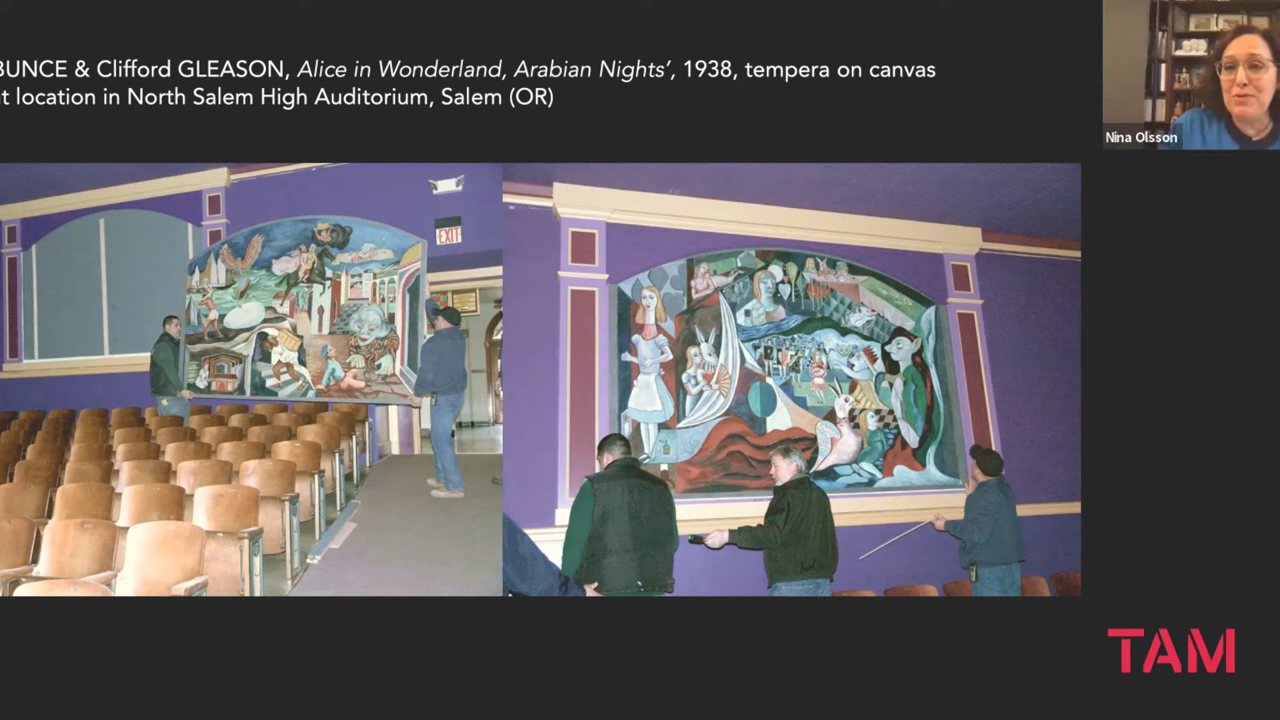 BUNCE & Clifford GLEASON, Alice in Wonderland, Arabian Nights', 1938, tempera on canvas
t location in North Salem High Auditorium, Salem (OR)
Nina Olsson
EXIT
TAM